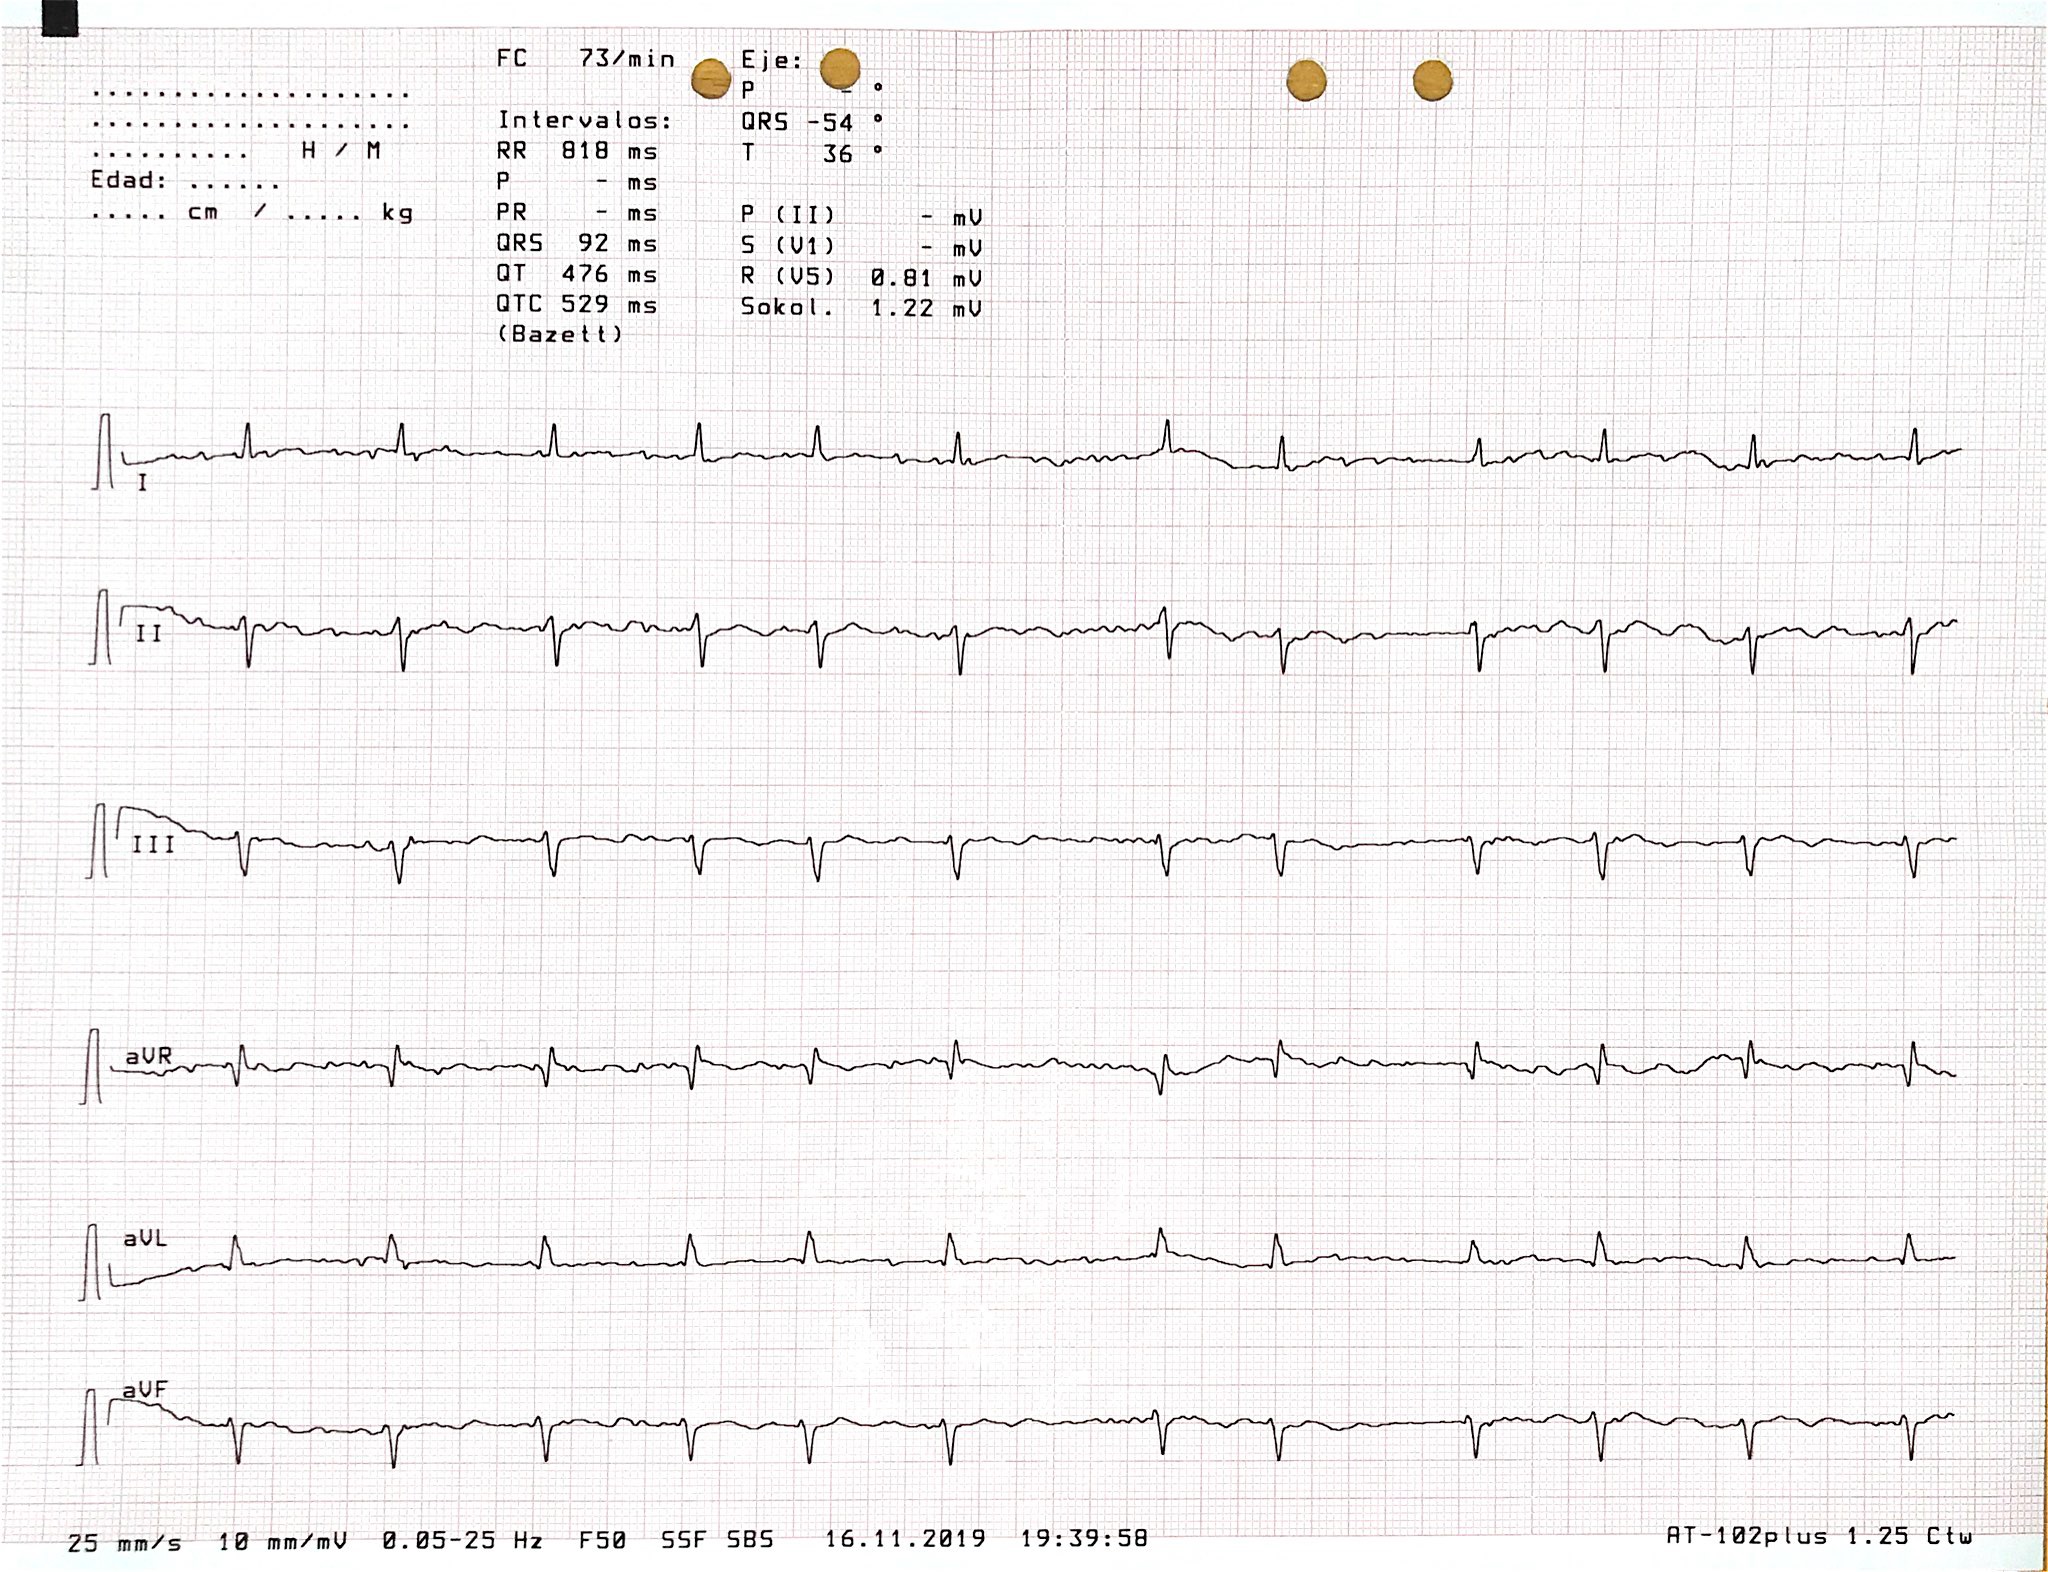 ....................
....................
.......... H / M
Edad: ......
..... cm / ..... kg
FC 73/min
Intervalos:
RR 818 ms
P - ms
PR - ms
QRS 92 ms
QT 476 ms
QTC 529 ms
(Bazett)
Eje:
P - °
QRS -54 °
T 36 °
P (II) - mV
S (V1) - mV
R (V5) 0.81 mV
Sokol. 1.22 mV
I
II
III
aVR
aVL
aVF
25 mm/s 10 mm/mV 0.05-25 Hz F50 SSF SBS 16.11.2019 19:39:58
AT-102plus 1.25 Ctw